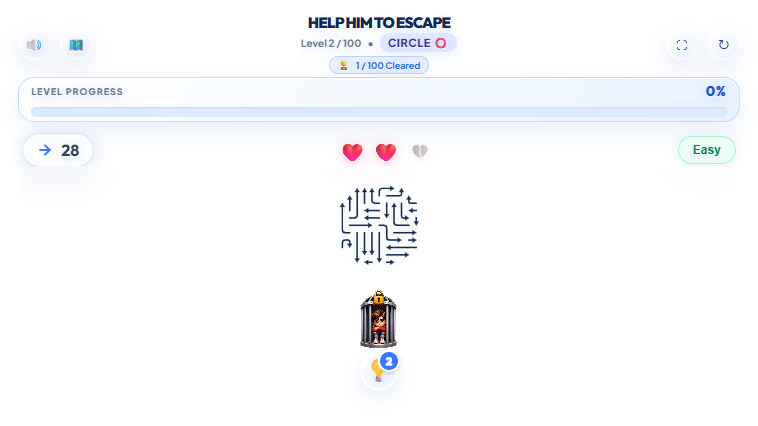 HELP HIM TO ESCAPE
Level 2 / 100 • CIRCLE
1 / 100 Cleared
LEVEL PROGRESS 0%
28
Easy
2